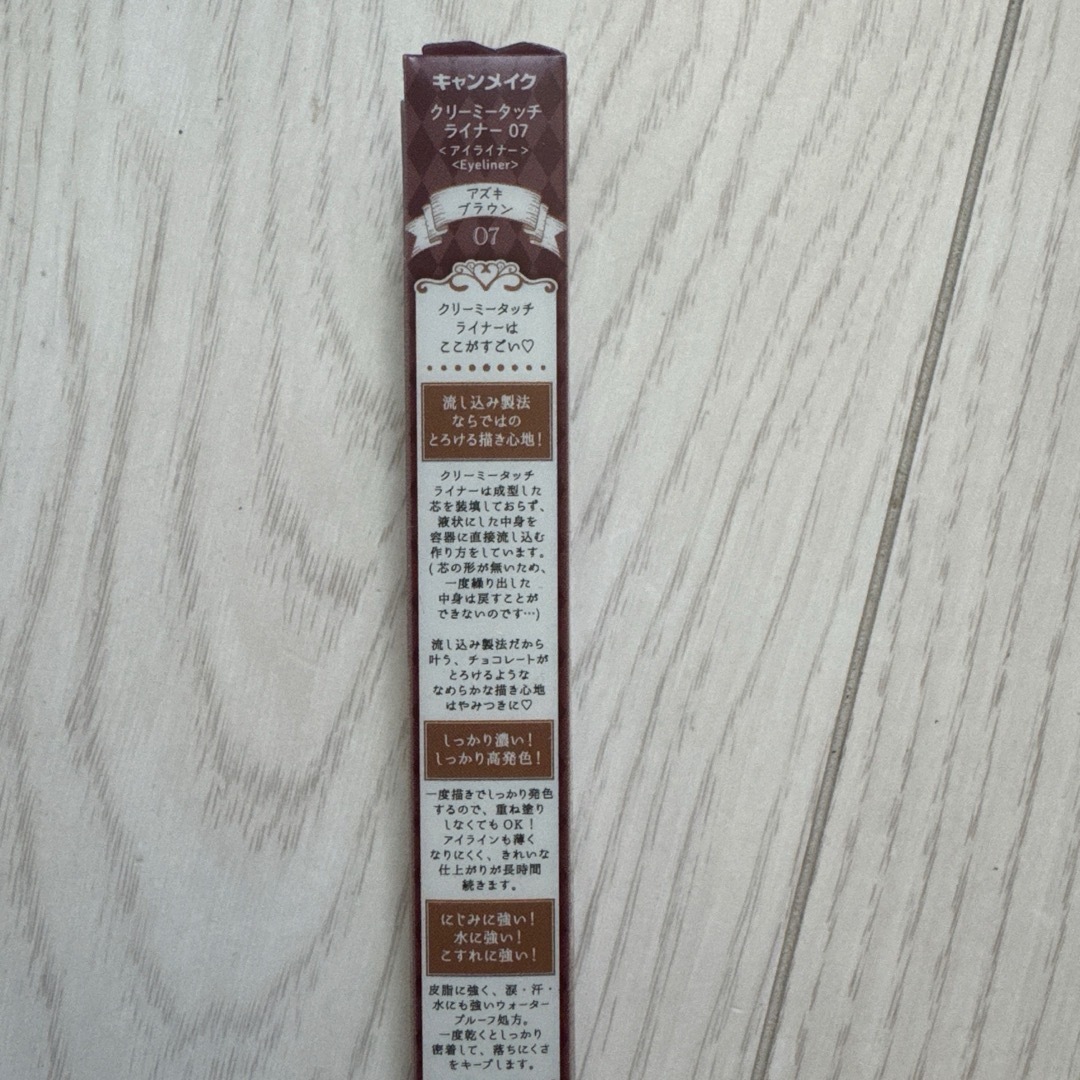 キャンメイク
クリーミータッチ
ライナー 07
<アイライナー>
<Eyeliner>
アズキ
ブラウン
07
クリーミータッチ
ライナーは
ここがすごい♡
流し込み製法
ならではの
とろける描き心地!
クリーミータッチ
ライナーは成型した
芯を装填しておらず、
液状にした中身を
容器に直接流し込む
作り方をしています。
(芯の形が無いため、
一度繰り出した
中身は戻すことが
できないのです…)
流し込み製法だから
叶う、チョコレートが
とろけるような
なめらかな描き心地
はやみつきに♡
しっかり濃い!
しっかり高発色!
一度描きでしっかり発色
するので、重ね塗り
しなくてもOK!
アイラインも薄く
なりにくく、きれいな
仕上がりが長時間
続きます。
にじみに強い!
水に強い!
こすれに強い!
皮脂に強く、涙・汗・
水にも強いウォーター
プルーフ処方。
一度乾くとしっかり
密着して、落ちにくさ
をキープします。